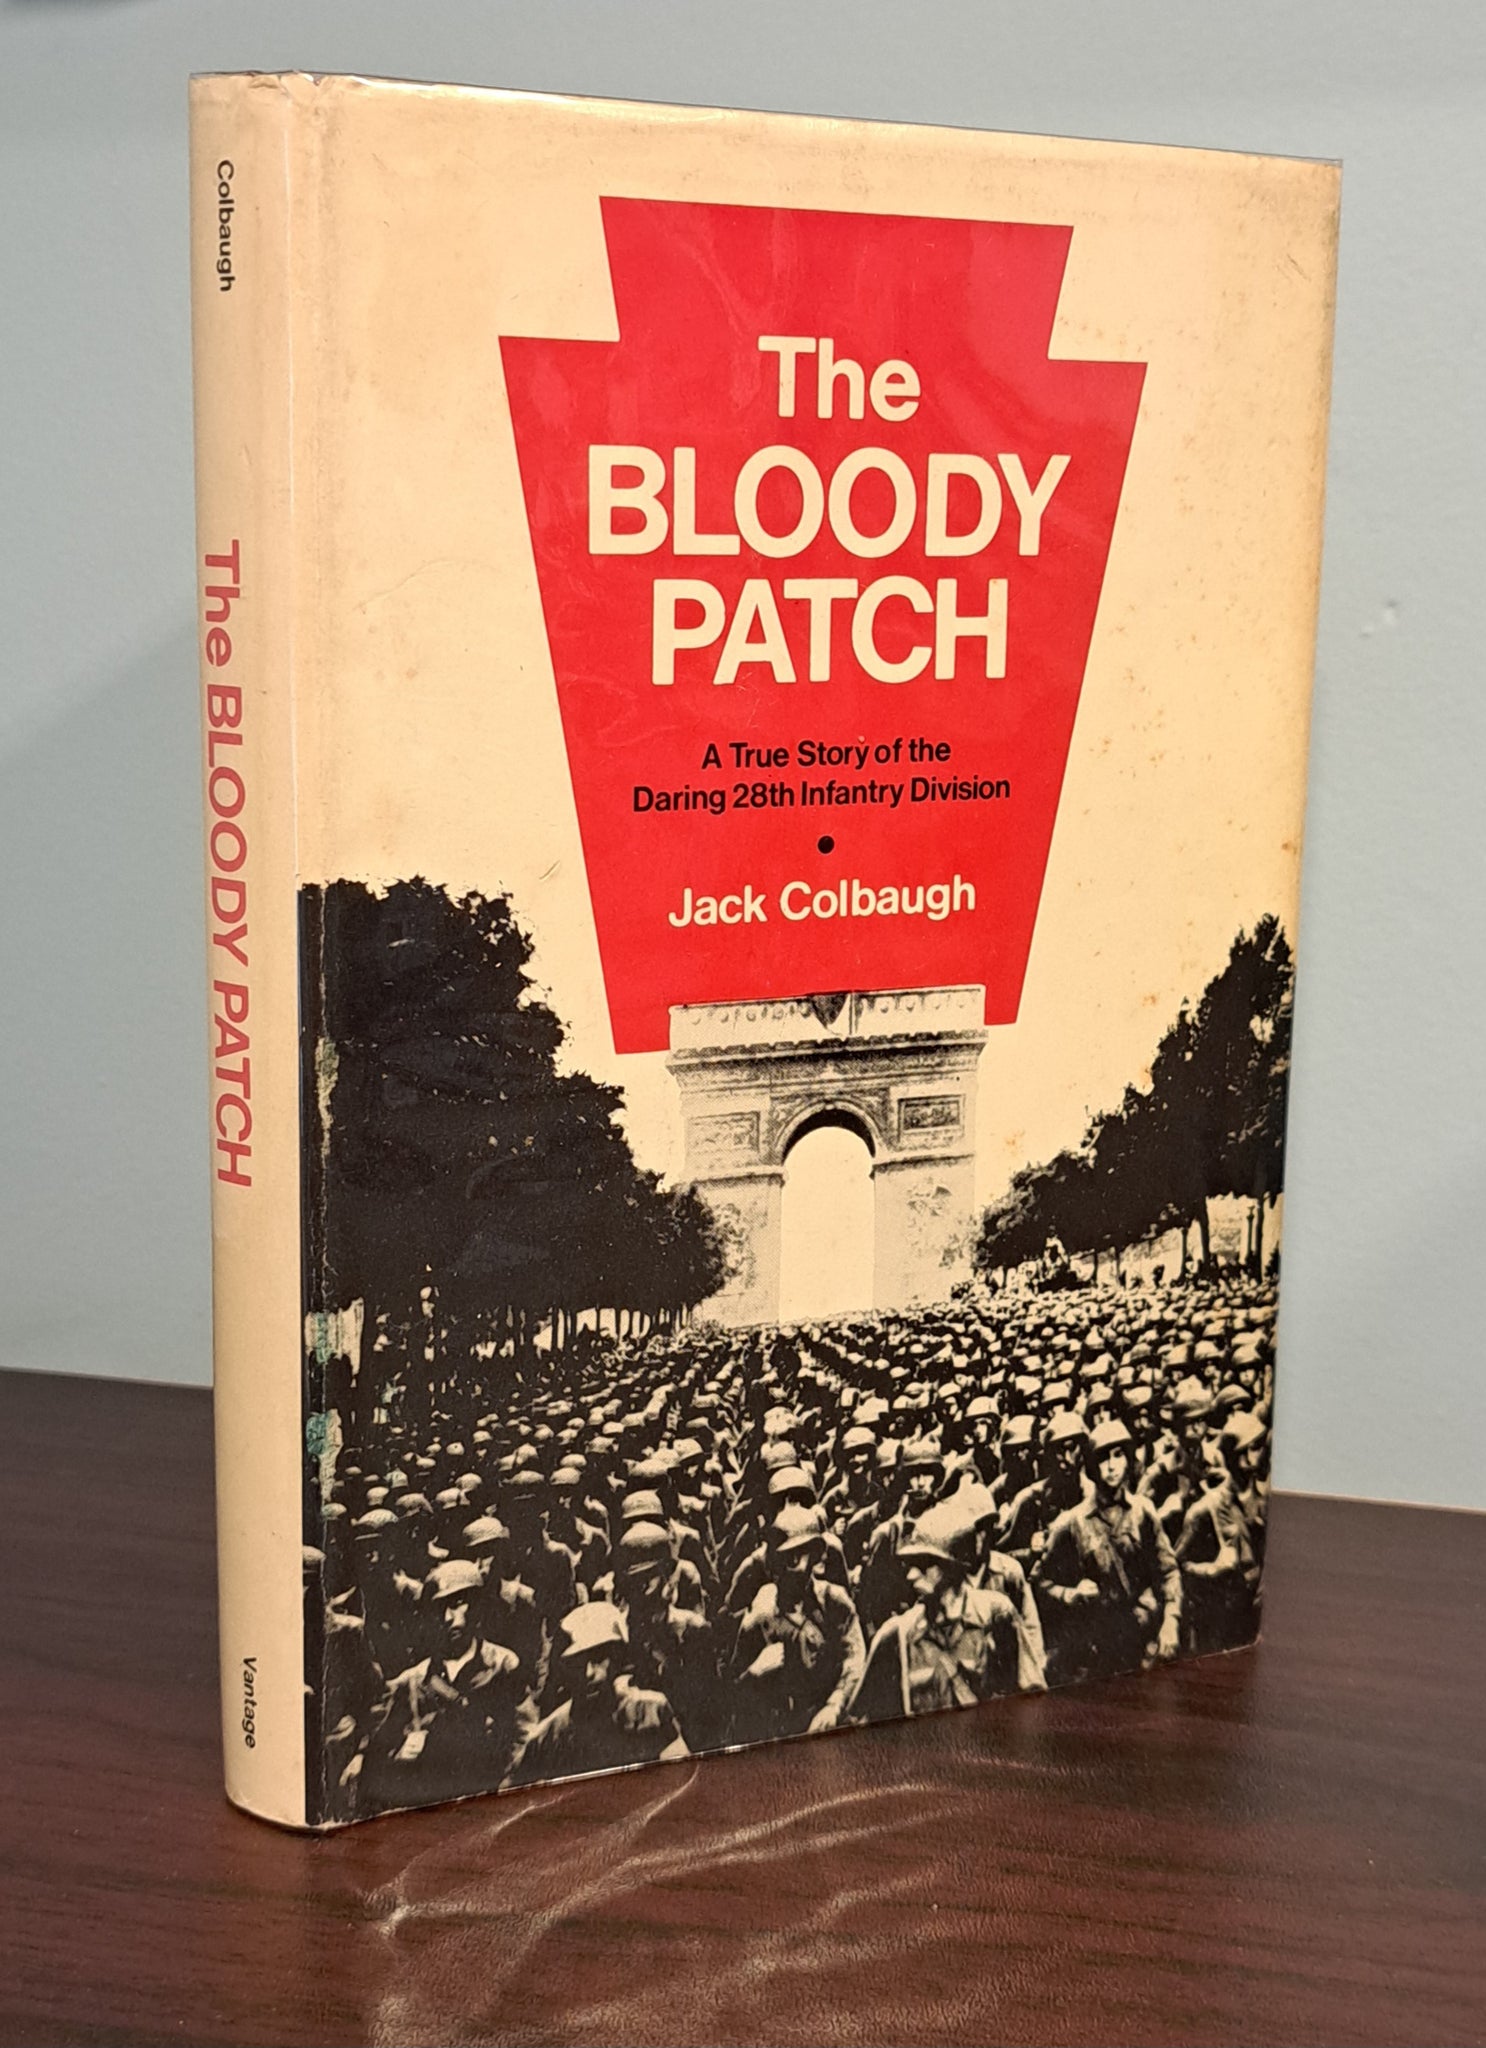 Colbaugh
The BLOODY PATCH
Vantage
The
BLOODY
PATCH
A True Story of the
Daring 28th Infantry Division
Jack Colbaugh